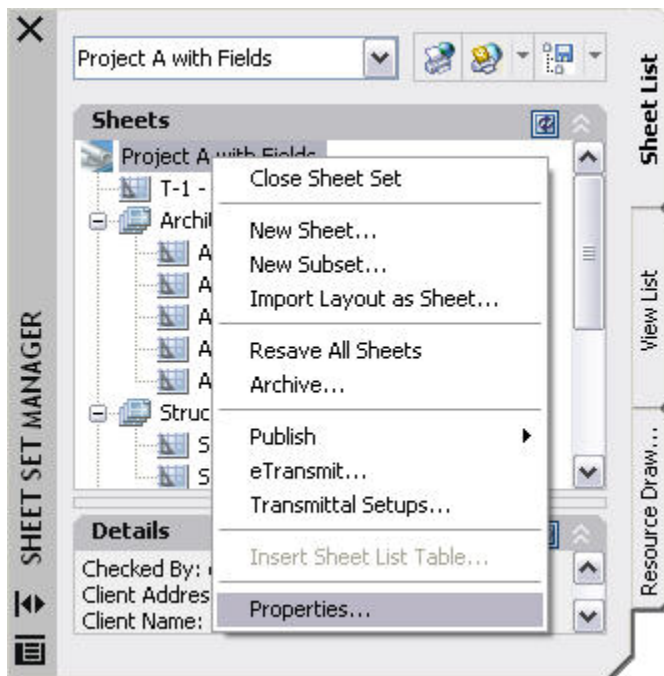 Project A with Fields
Sheets
Project A with Fields
T-1 -
Archit
A
A
A
A
A
Struc
S
S
Close Sheet Set
New Sheet...
New Subset...
Import Layout as Sheet...
Resave All Sheets
Archive...
Publish
eTransmit...
Transmittal Setups...
Insert Sheet List Table...
Properties...
Details
Checked By:
Client Addres
Client Name:
SHEET SET MANAGER
Sheet List
View List
Resource Draw...